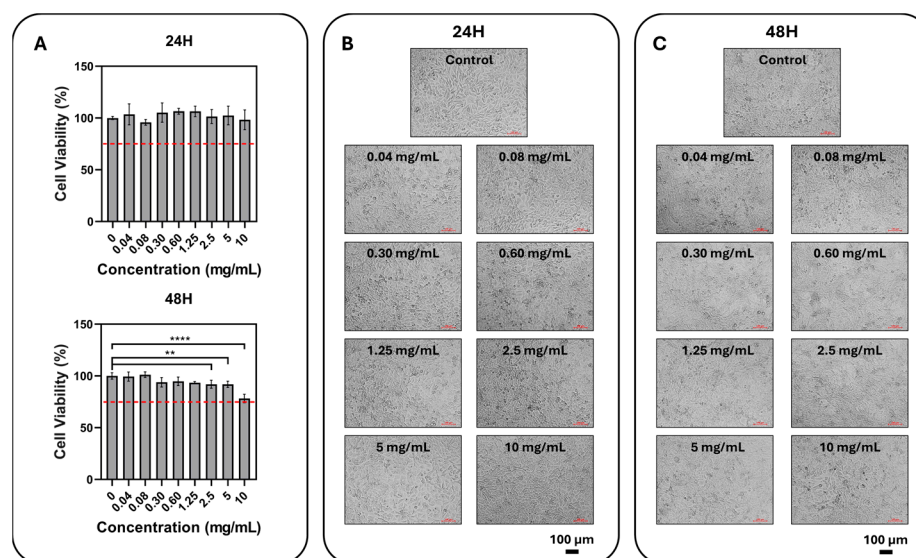 A
24H
Cell Viability (%)
150
100
50
0
0 0.04 0.08 0.30 0.60 1.25 2.5 5 10
Concentration (mg/mL)
48H
Cell Viability (%)
150
100
50
0
****
**
0 0.04 0.08 0.30 0.60 1.25 2.5 5 10
Concentration (mg/mL)
B
24H
Control
0.04 mg/mL
0.08 mg/mL
0.30 mg/mL
0.60 mg/mL
1.25 mg/mL
2.5 mg/mL
5 mg/mL
10 mg/mL
100 µm
C
48H
Control
0.04 mg/mL
0.08 mg/mL
0.30 mg/mL
0.60 mg/mL
1.25 mg/mL
2.5 mg/mL
5 mg/mL
10 mg/mL
100 µm